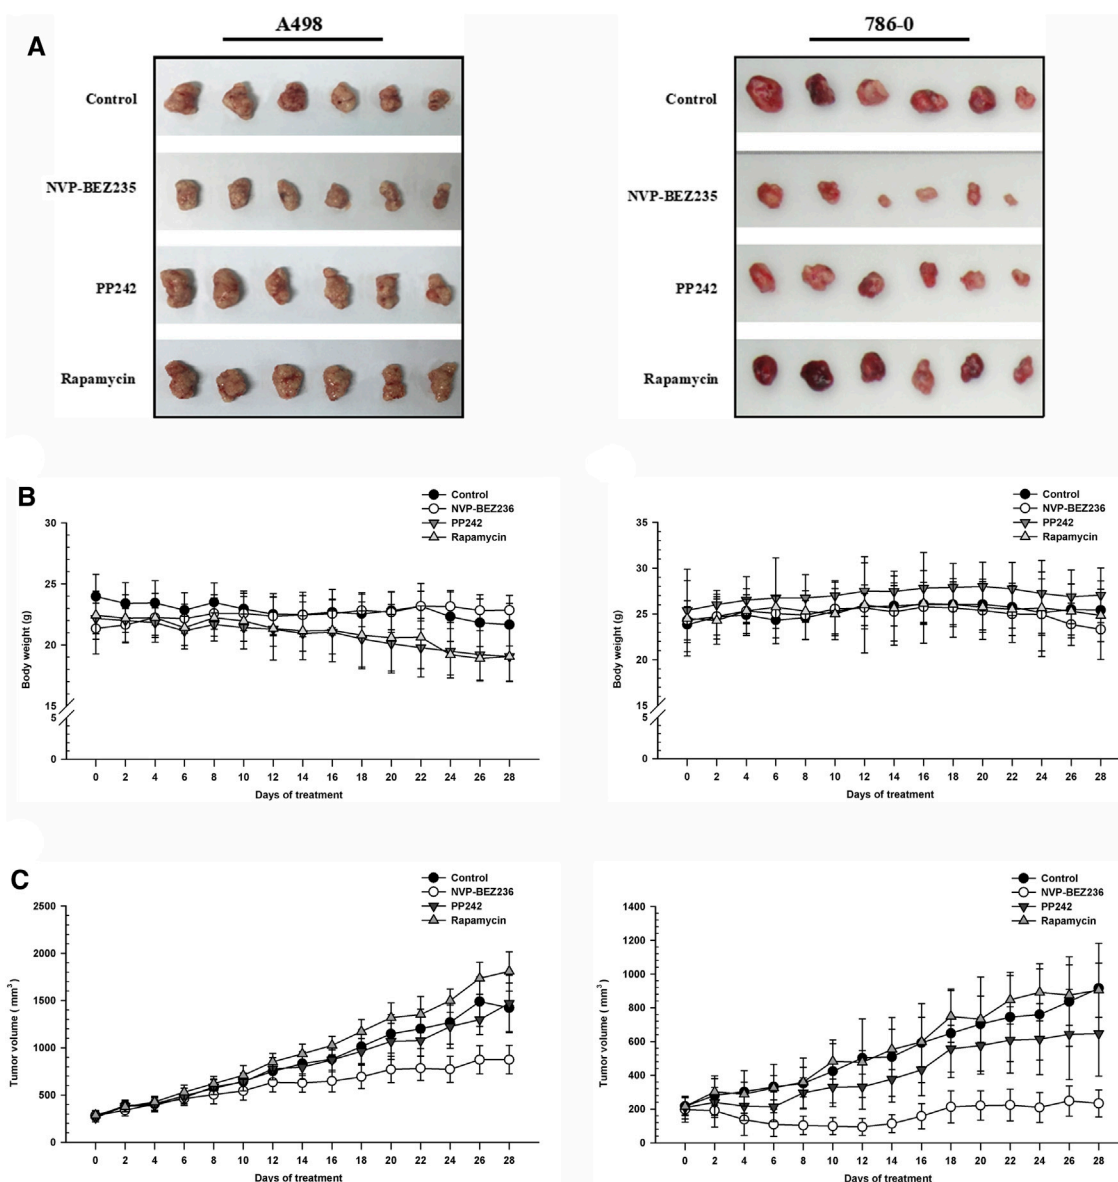 A
A498
786-0
Control
NVP-BEZ235
PP242
Rapamycin
Control
NVP-BEZ235
PP242
Rapamycin
B
Control
NVP-BEZ236
PP242
Rapamycin
30
25
20
15
5
0
Body weight (g)
0 2 4 6 8 10 12 14 16 18 20 22 24 26 28
Days of treatment
Control
NVP-BEZ236
PP242
Rapamycin
35
30
25
20
15
5
0
Body weight (g)
0 2 4 6 8 10 12 14 16 18 20 22 24 26 28
Days of treatment
C
Control
NVP-BEZ236
PP242
Rapamycin
2500
2000
1500
1000
500
0
Tumor volume ( mm³ )
0 2 4 6 8 10 12 14 16 18 20 22 24 26 28
Days of treatment
Control
NVP-BEZ236
PP242
Rapamycin
1400
1200
1000
800
600
400
200
0
Tumor volume ( mm³ )
0 2 4 6 8 10 12 14 16 18 20 22 24 26 28
Days of treatment